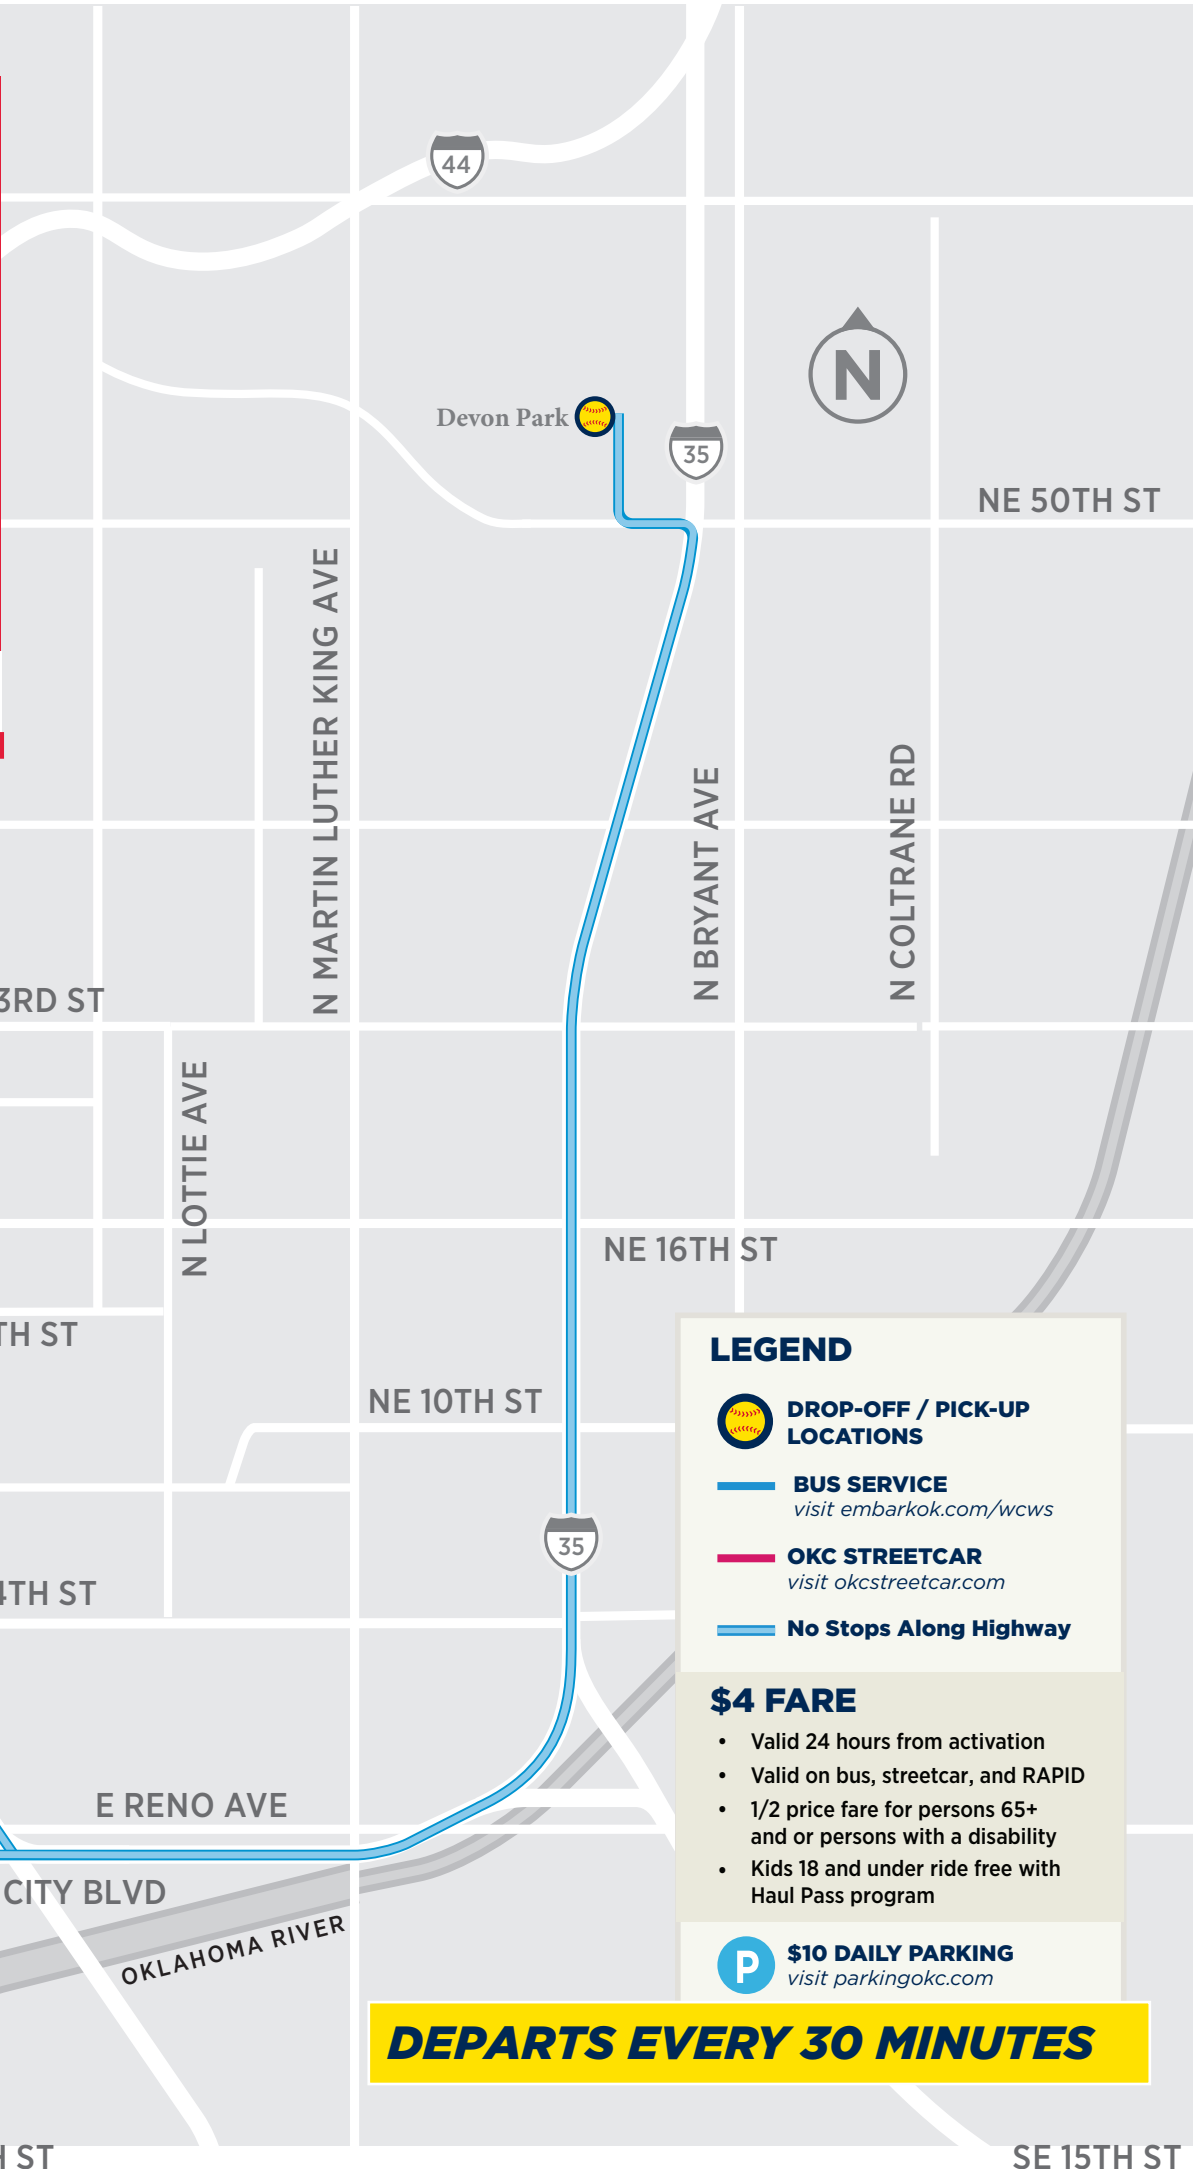 44
N
Devon Park
35
NE 50TH ST
N MARTIN LUTHER KING AVE
N BRYANT AVE
N COLTRANE RD
3RD ST
N LOTTIE AVE
NE 16TH ST
TH ST
NE 10TH ST
35
4TH ST
E RENO AVE
CITY BLVD
OKLAHOMA RIVER
LEGEND
DROP-OFF / PICK-UP
LOCATIONS
BUS SERVICE
visit embarkok.com/wcws
OKC STREETCAR
visit okcstreetcar.com
No Stops Along Highway
$4 FARE
• Valid 24 hours from activation
• Valid on bus, streetcar, and RAPID
• 1/2 price fare for persons 65+
and or persons with a disability
• Kids 18 and under ride free with
Haul Pass program
P
$10 DAILY PARKING
visit parkingokc.com
DEPARTS EVERY 30 MINUTES
H ST
SE 15TH ST